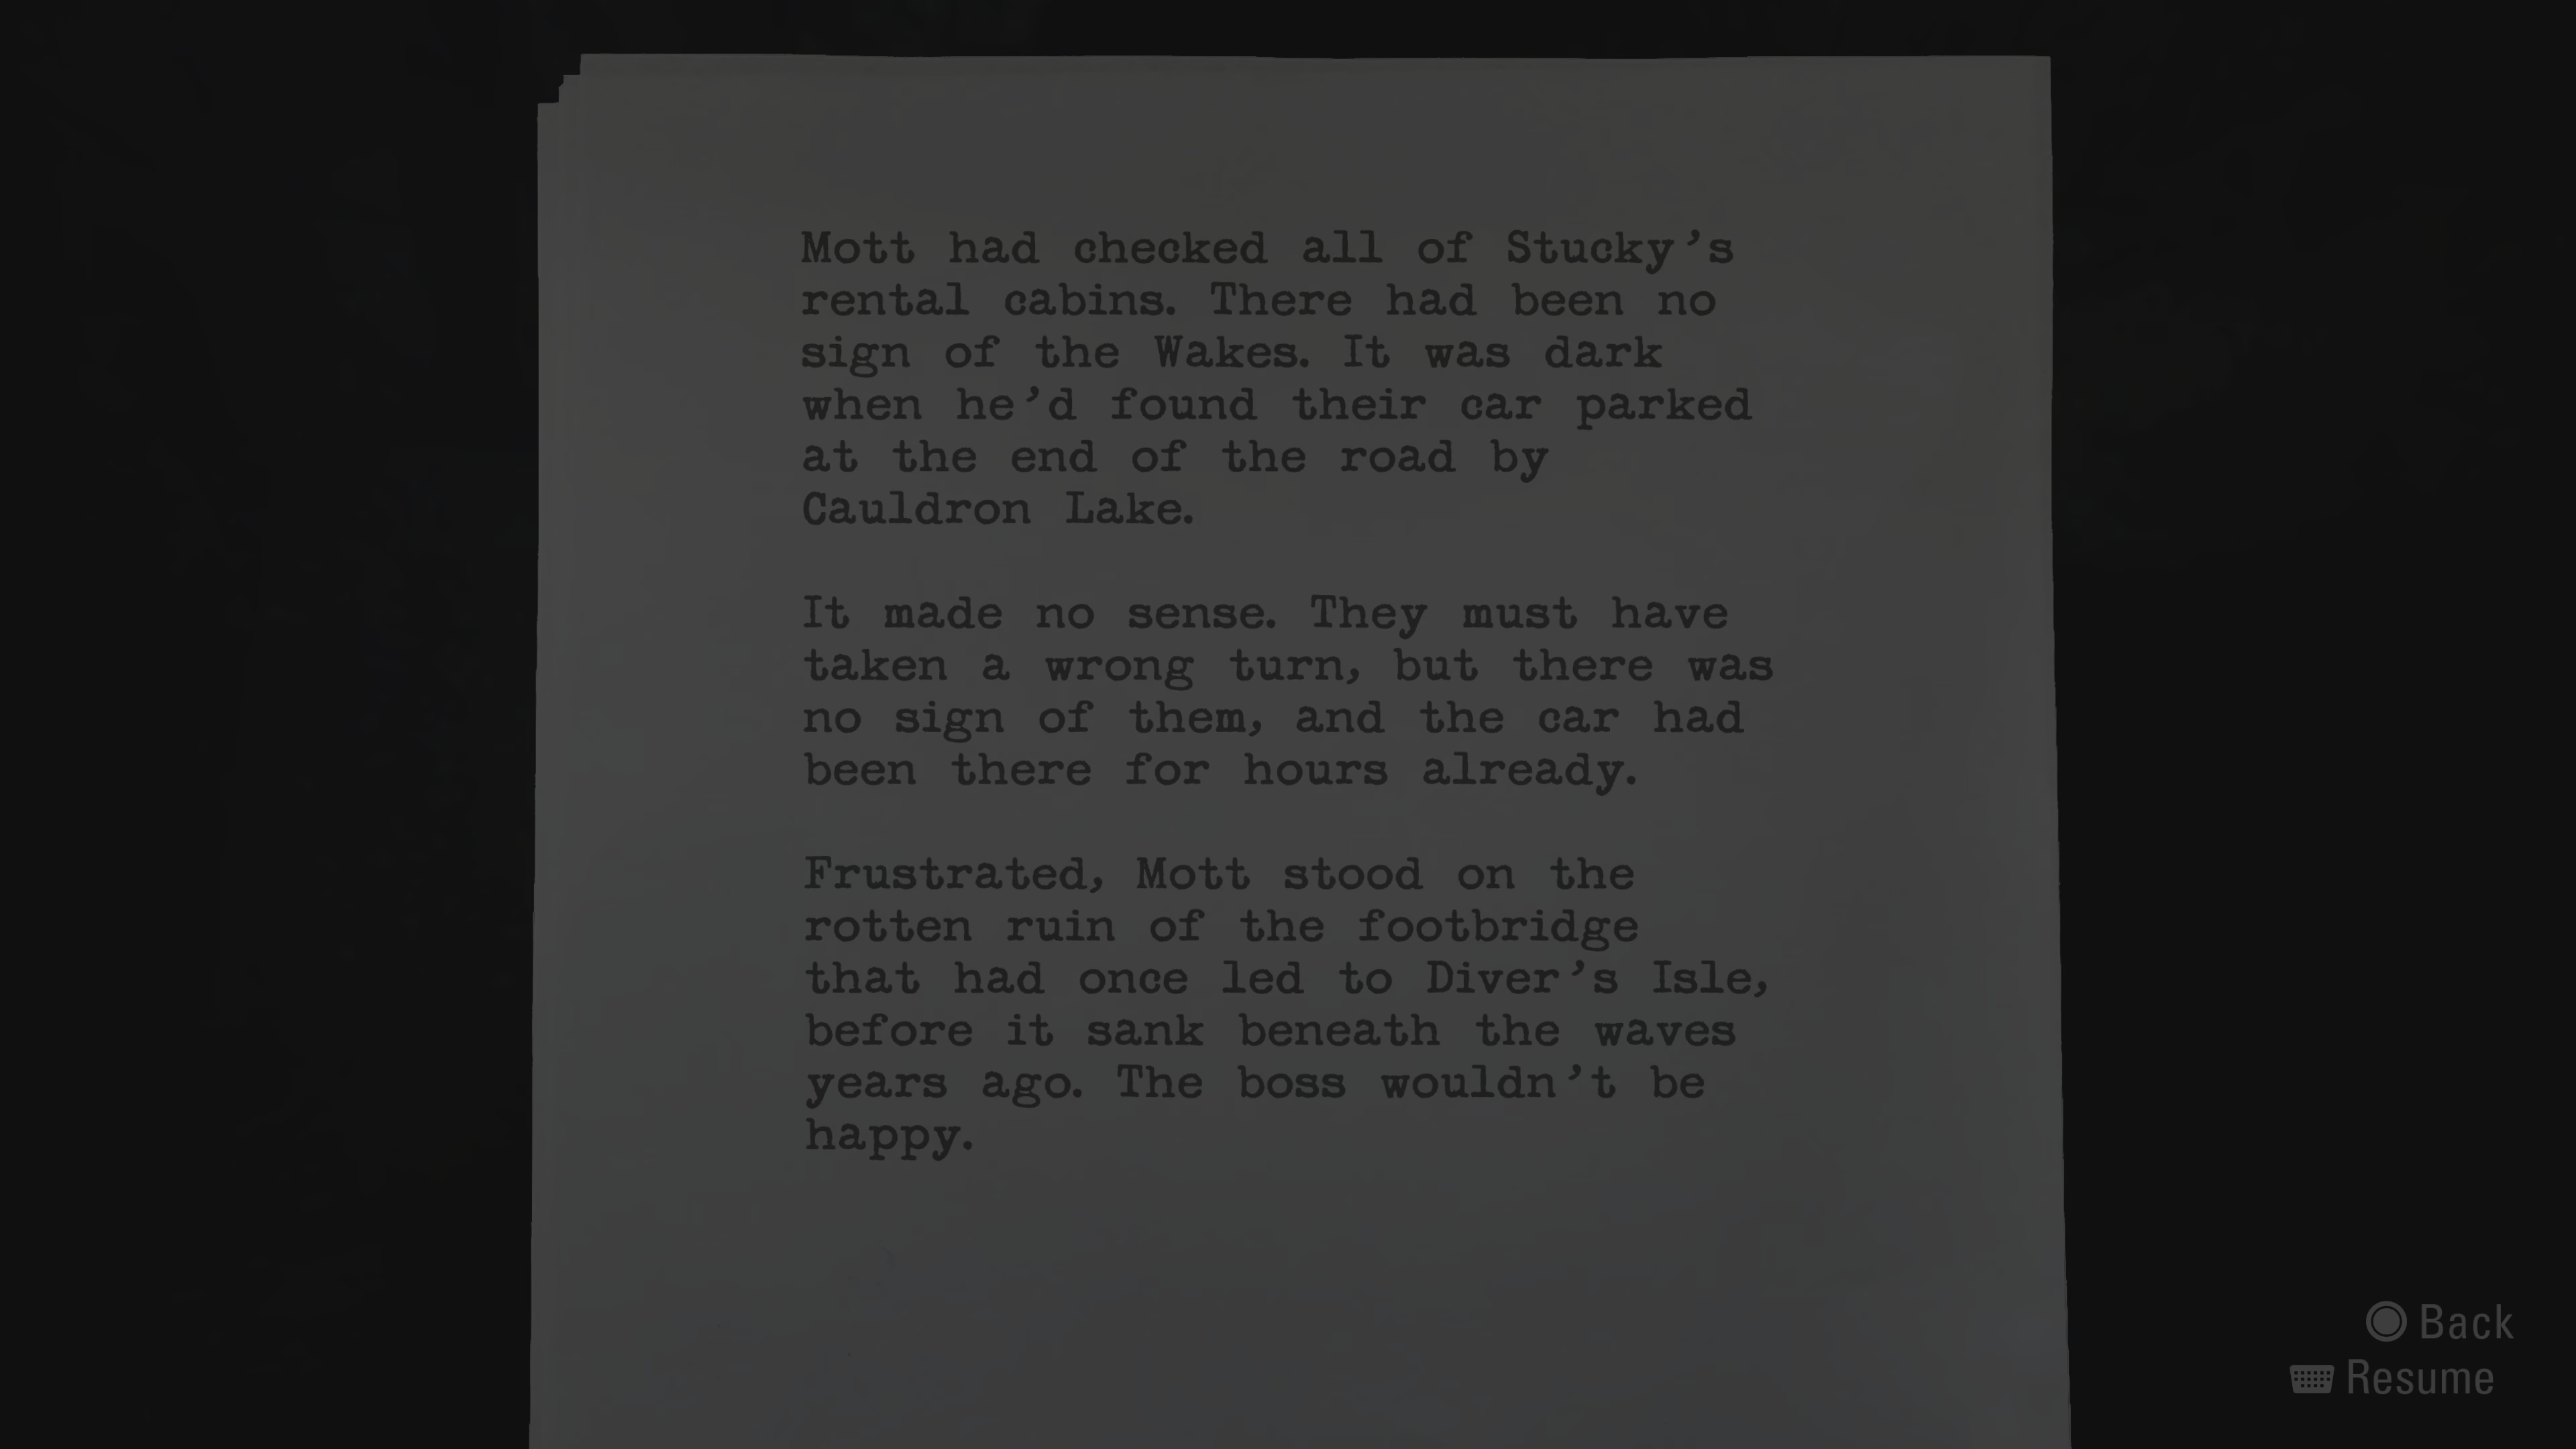 Mott had checked all of Stucky’s
rental cabins. There had been no
sign of the Wakes. It was dark
when he’d found their car parked
at the end of the road by
Cauldron Lake.
It made no sense. They must have
taken a wrong turn, but there was
no sign of them, and the car had
been there for hours already.
Frustrated, Mott stood on the
rotten ruin of the footbridge
that had once led to Diver’s Isle,
before it sank beneath the waves
years ago. The boss wouldn’t be
happy.
Back
Resume